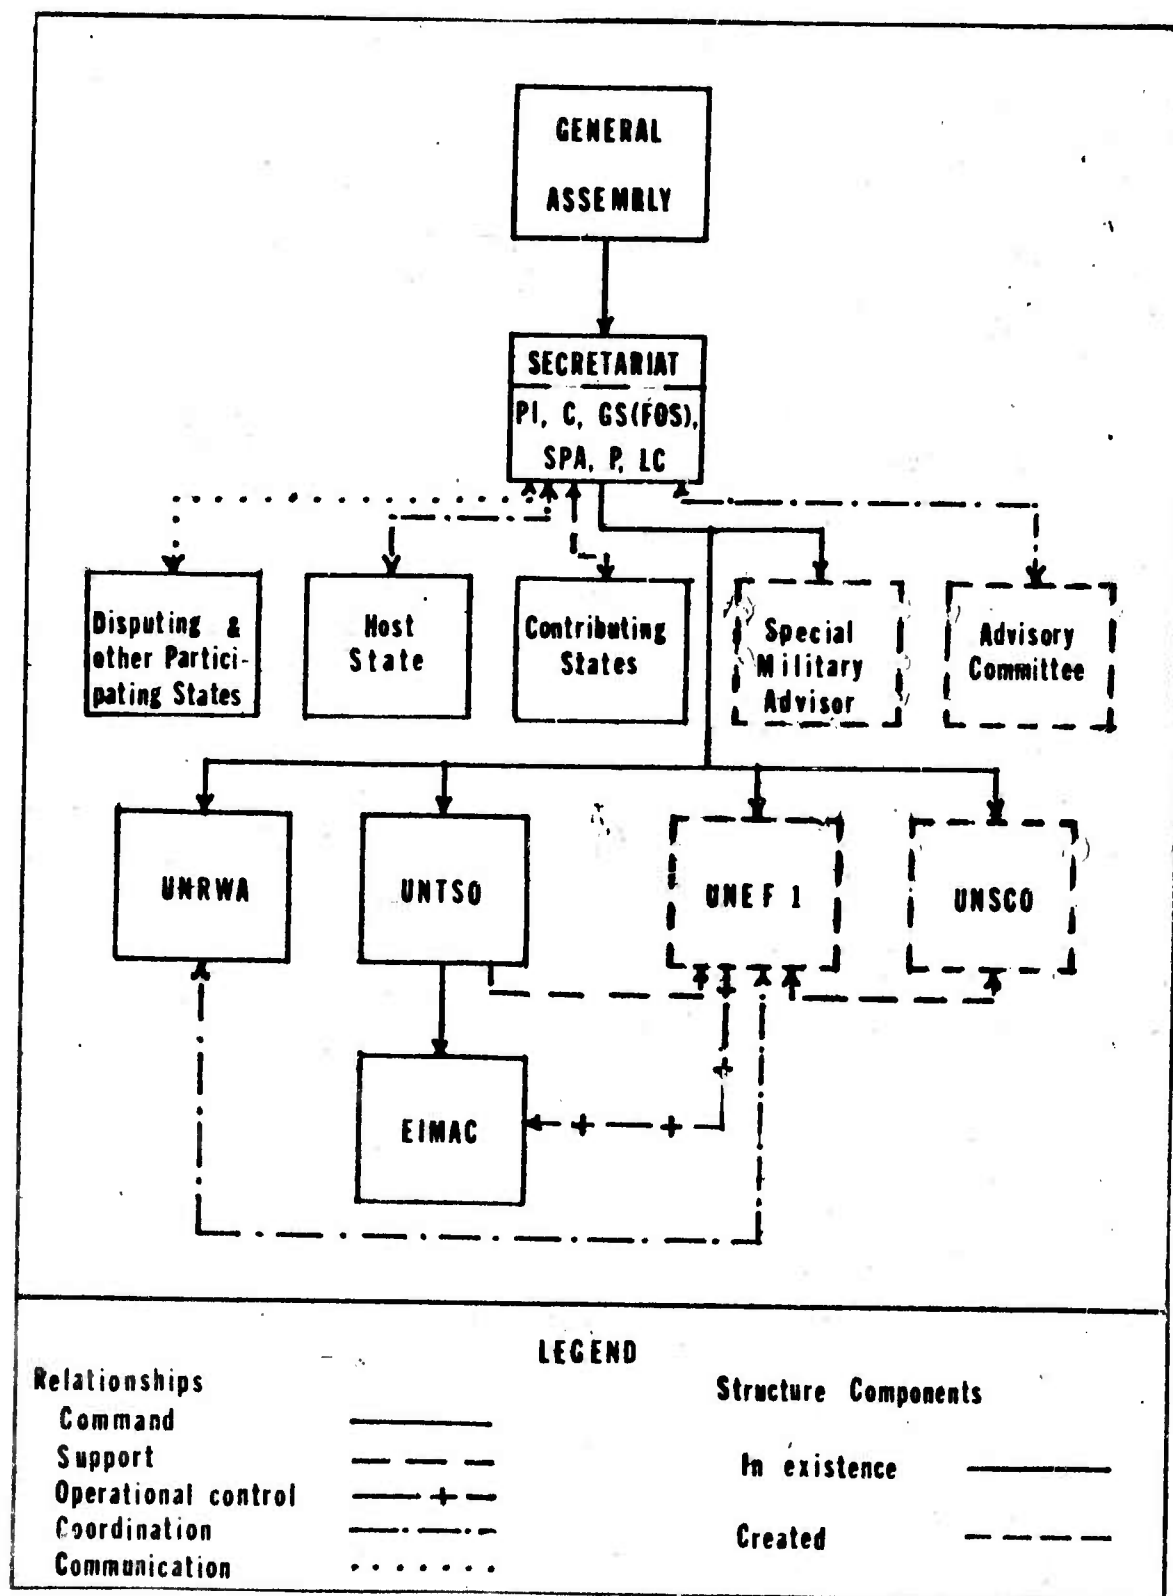 GENERAL
ASSEMBLY
SECRETARIAT
PI, C, GS(FOS),
SPA, P, LC
Disputing &
other Partici-
pating States
Host
State
Contributing
States
Special
Military
Advisor
Advisory
Committee
UNRWA
UNTSO
UNEF 1
UNSCO
EIMAC
LEGEND
Relationships
Command
Support
Operational control
Coordination
Communication
Structure Components
In existence
Created